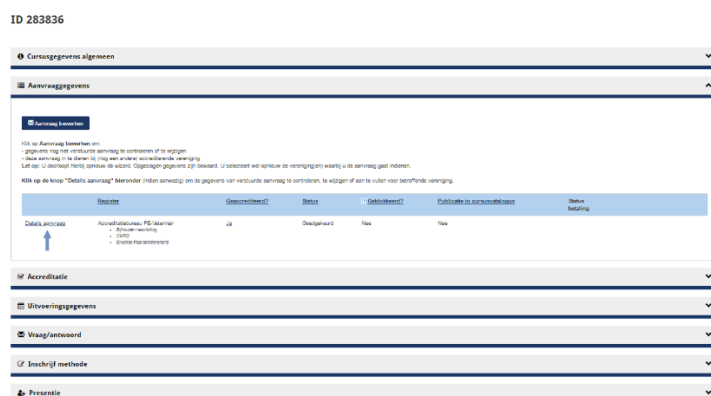 ID 283836
Cursusgegevens algemeen
Aanvraaggegevens
Aanvraag bewerken
Klik op Aanvraag bewerken om:
- gegevens nog niet verstuurde aanvraag te controleren of te wijzigen
- deze aanvraag in te dienen bij (nog een andere) accrediterende vereniging
Let op: U doorloopt hierbij opnieuw de wizard. Opgeslagen gegevens zijn bewaard. U selecteert wel opnieuw de vereniging(en) waarbij u de aanvraag gaat indienen.
Klik op de knop "Details aanvraag" hieronder (indien aanwezig) om de gegevens van verstuurde aanvraag te controleren, te wijzigen of aan te vullen voor betreffende vereniging.
Register Geaccrediteerd? Status Geblokkeerd? Publicatie in cursuscatalogus Status
betaling
Details aanvraag Accreditatiebureau PE-Veterinair Ja Goedgekeurd Nee Nee
CKRD
Accreditatie
Uitvoeringsgegevens
Vraag/antwoord
Inschrijf methode
Presentie